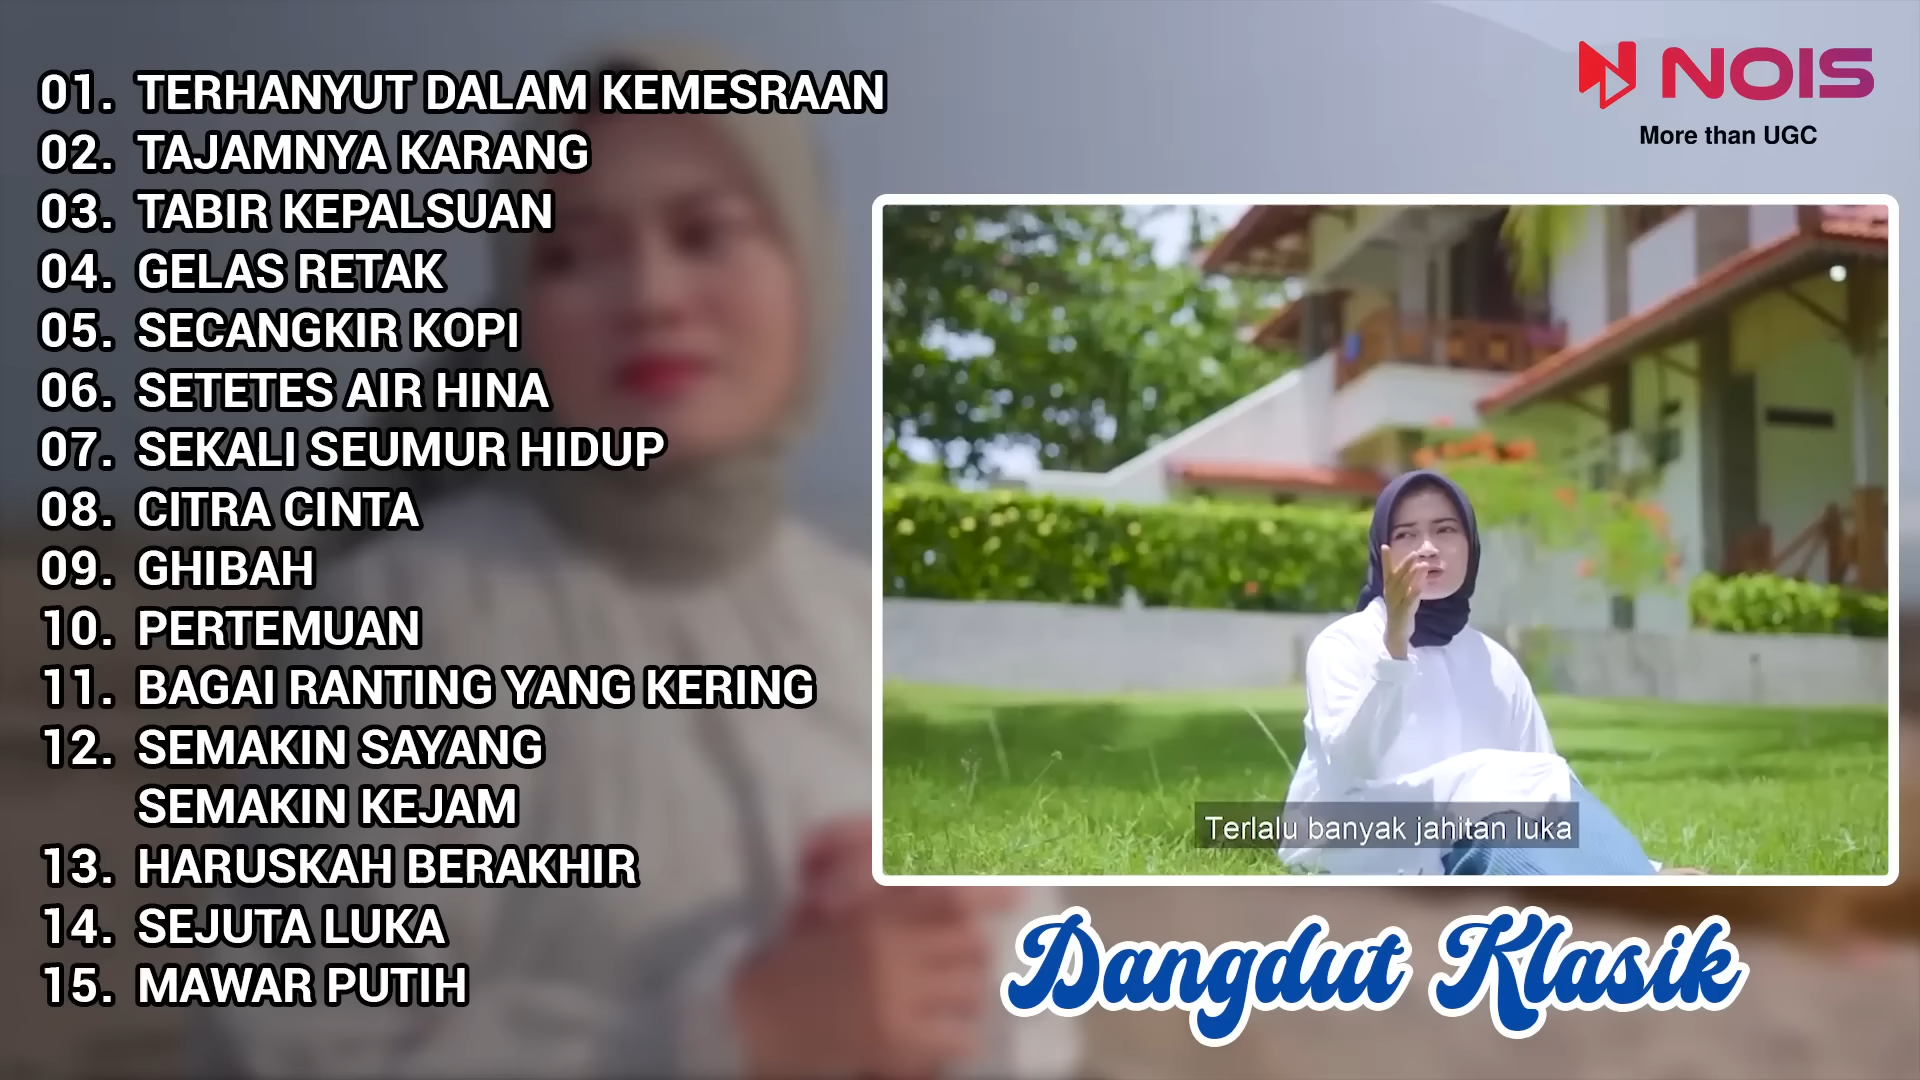 01. TERHANYUT DALAM KEMESRAAN
02. TAJAMNYA KARANG
03. TABIR KEPALSUAN
04. GELAS RETAK
05. SECANGKIR KOPI
06. SETETES AIR HINA
07. SEKALI SEUMUR HIDUP
08. CITRA CINTA
09. GHIBAH
10. PERTEMUAN
11. BAGAI RANTING YANG KERING
12. SEMAKIN SAYANG
SEMAKIN KEJAM
13. HARUSKAH BERAKHIR
14. SEJUTA LUKA
15. MAWAR PUTIH
NOIS
More than UGC
Terlalu banyak jahitan luka
Dangdut Klasik